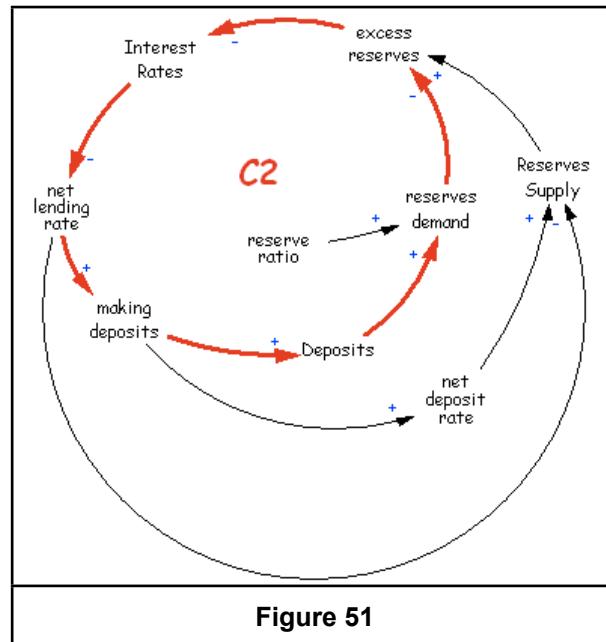 excess
reserves
+
-
Interest
Rates
-
C2
Reserves
Supply
+
-
-
net
lending
rate
+
reserves
demand
+
+
reserve
ratio
making
deposits
+
Deposits
+
net
deposit
rate
Figure 51